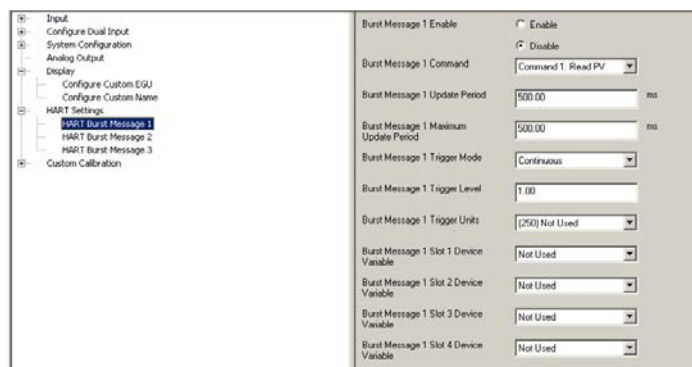 Input
Configure Dual Input
System Configuration
Analog Output
Display
Configure Custom EGU
Configure Custom Name
HART Settings
HART Burst Message 1
HART Burst Message 2
HART Burst Message 3
Custom Calibration
Burst Message 1 Enable
Enable
Disable
Burst Message 1 Command
Command 1: Read PV
Burst Message 1 Update Period
500.00
ms
Burst Message 1 Maximum
Update Period
500.00
ms
Burst Message 1 Trigger Mode
Continuous
Burst Message 1 Trigger Level
1.00
Burst Message 1 Trigger Units
(250) Not Used
Burst Message 1 Slot 1 Device
Variable
Not Used
Burst Message 1 Slot 2 Device
Variable
Not Used
Burst Message 1 Slot 3 Device
Variable
Not Used
Burst Message 1 Slot 4 Device
Variable
Not Used